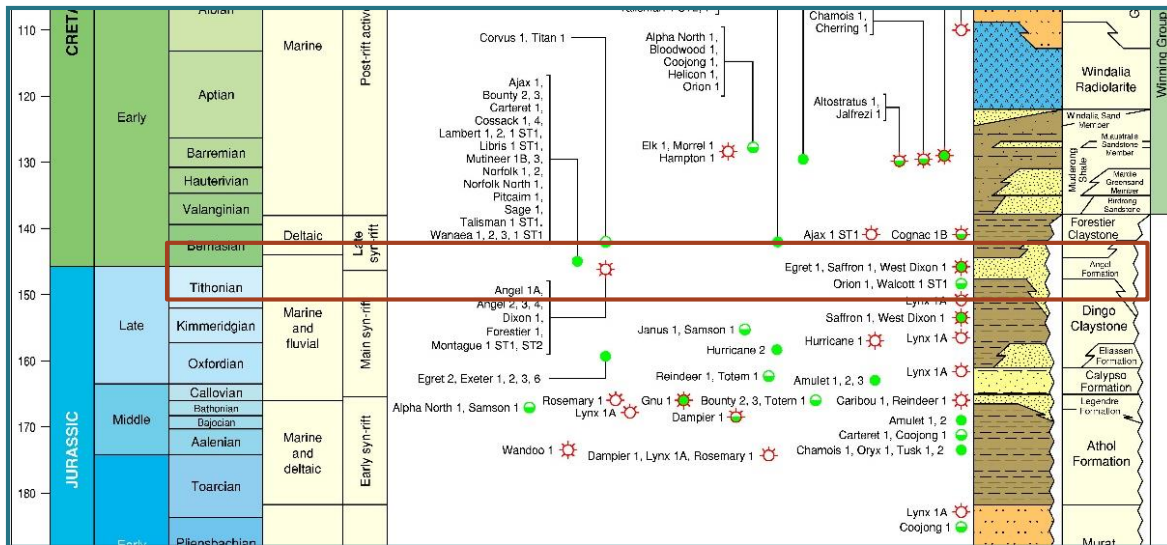 Albian
Aptian
Barremian
Hauterivian
Valanginian
Berriasian
Tithonian
Kimmeridgian
Oxfordian
Callovian
Bathonian
Bajocian
Aalenian
Toarcian
Pliensbachian
110
120
130
140
150
160
170
180
CRETA
JURASSIC
Early
Late
Middle
Early
Marine
Deltaic
Marine
and
fluvial
Marine
and
deltaic
Post-rift active
Late
syn-rift
Main syn-rift
Early syn-rift
Corvus 1, Titan 1
Ajax 1,
Bounty 2, 3,
Carteret 1,
Cossack 1, 4,
Lambert 1, 2, 1 ST1,
Libris 1 ST1,
Mutineer 1B, 3,
Norfolk 1, 2,
Norfolk North 1,
Pitcairn 1,
Sage 1,
Talisman 1 ST1,
Wanaea 1, 2, 3, 1 ST1
Angel 1A,
Angel 2, 3, 4,
Dixon 1,
Forestier 1,
Montague 1 ST1, ST2
Egret 2, Exeter 1, 2, 3, 6
Alpha North 1, Samson 1
Rosemary 1
Lynx 1A
Wandoo 1
Alpha North 1,
Bloodwood 1,
Coojong 1,
Helicon 1,
Orion 1
Elk 1, Morrel 1
Hampton 1
Janus 1, Samson 1
Hurricane 2
Reindeer 1, Totem 1
Gnu 1
Bounty 2, 3, Totem 1
Dampier 1
Dampier 1, Lynx 1A, Rosemary 1
Chamois 1,
Cherring 1
Altostratus 1,
Jalfrezi 1
Ajax 1 ST1
Cognac 1B
Egret 1, Saffron 1, West Dixon 1
Orion 1, Walcott 1 ST1
Lynx 1A
Saffron 1, West Dixon 1
Hurricane 1
Lynx 1A
Lynx 1A
Amulet 1, 2, 3
Caribou 1, Reindeer 1
Amulet 1, 2
Carteret 1, Coojong 1
Chamois 1, Oryx 1, Tusk 1, 2
Lynx 1A
Coojong 1
Windalia
Radiolarite
Windalia Sand
Member
M.australis
Sandstone
Member
Muderong
Shale
Mardie
Greensand
Member
Birdrong
Sandstone
Forestier
Claystone
Angel
Formation
Dingo
Claystone
Eliassen
Formation
Calypso
Formation
Legendre
Formation
Athol
Formation
Murat
Winning Group